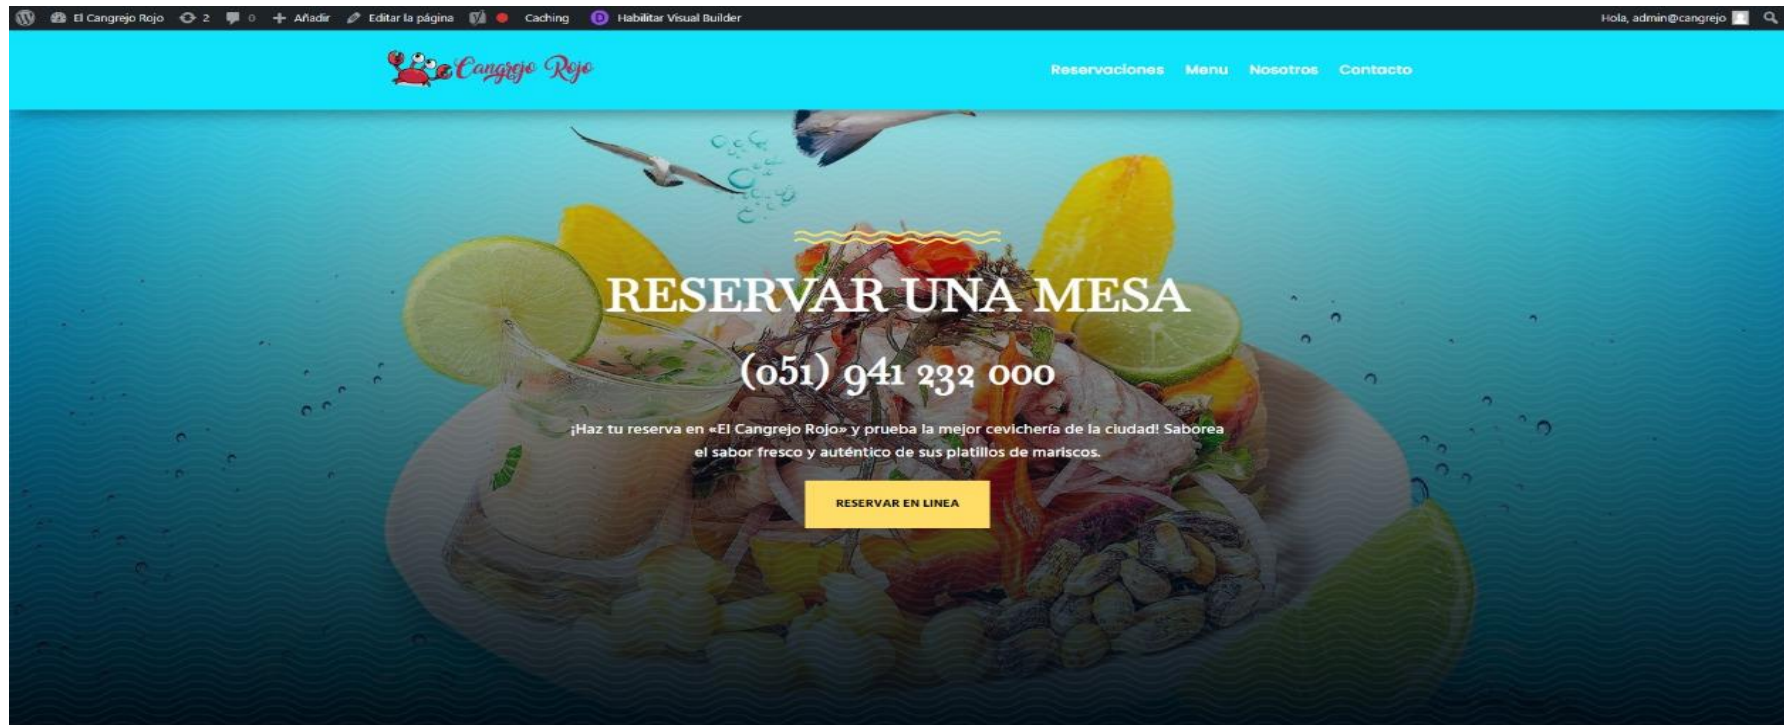 El Cangrejo Rojo 2 0 Añadir Editar la página Caching Habilitar Visual Builder Hola, admin@cangrejo
Cangrejo Rojo
Reservaciones Menu Nosotros Contacto
RESERVAR UNA MESA
(051) 941 232 000
¡Haz tu reserva en «El Cangrejo Rojo» y prueba la mejor cevichería de la ciudad! Saborea
el sabor fresco y auténtico de sus platillos de mariscos.
RESERVAR EN LINEA